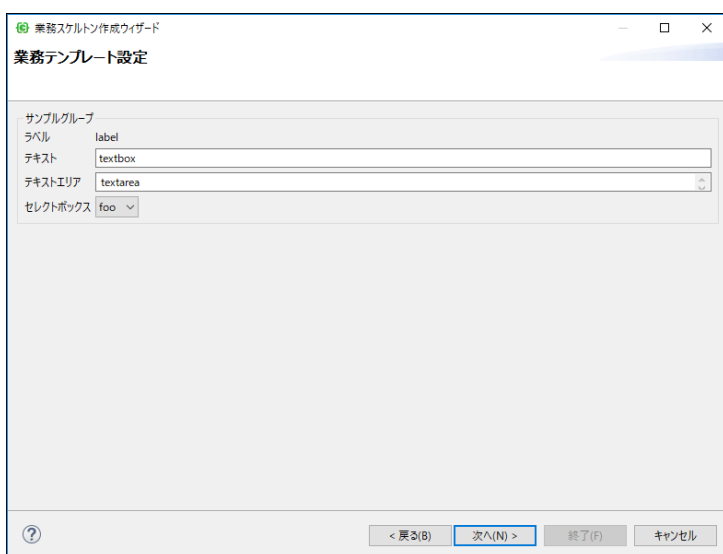 業務スケルトン作成ウィザード
業務テンプレート設定
サンプルグループ
ラベル label
テキスト textbox
テキストエリア textarea
セレクトボックス foo
< 戻る(B) 次へ(N) > 終了(F) キャンセル